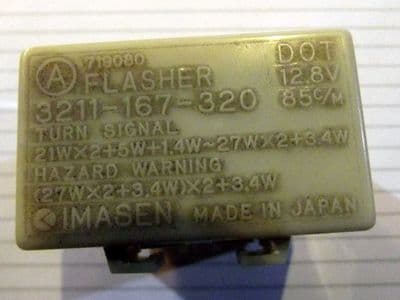 719080 DOT
Ⓐ FLASHER 12.8V
3211-167-320 85C/M
TURN SIGNAL
21W×2+5W+1.4W~27W×2+3.4W
HAZARD WARNING
(27W×2+3.4W)×2+3.4W
IMASEN MADE IN JAPAN